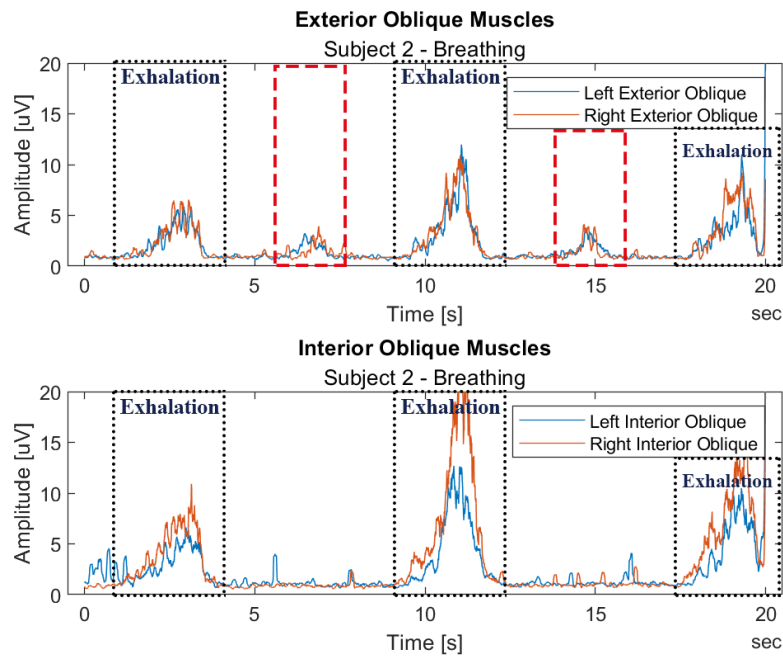 Exterior Oblique Muscles
Subject 2 - Breathing
20
15
10
5
0
Amplitude [uV]
Exhalation
Exhalation
Exhalation
Left Exterior Oblique
Right Exterior Oblique
0 5 10 15 20
Time [s]
sec
Interior Oblique Muscles
Subject 2 - Breathing
20
15
10
5
0
Amplitude [uV]
Exhalation
Exhalation
Exhalation
Left Interior Oblique
Right Interior Oblique
0 5 10 15 20
Time [s]
sec